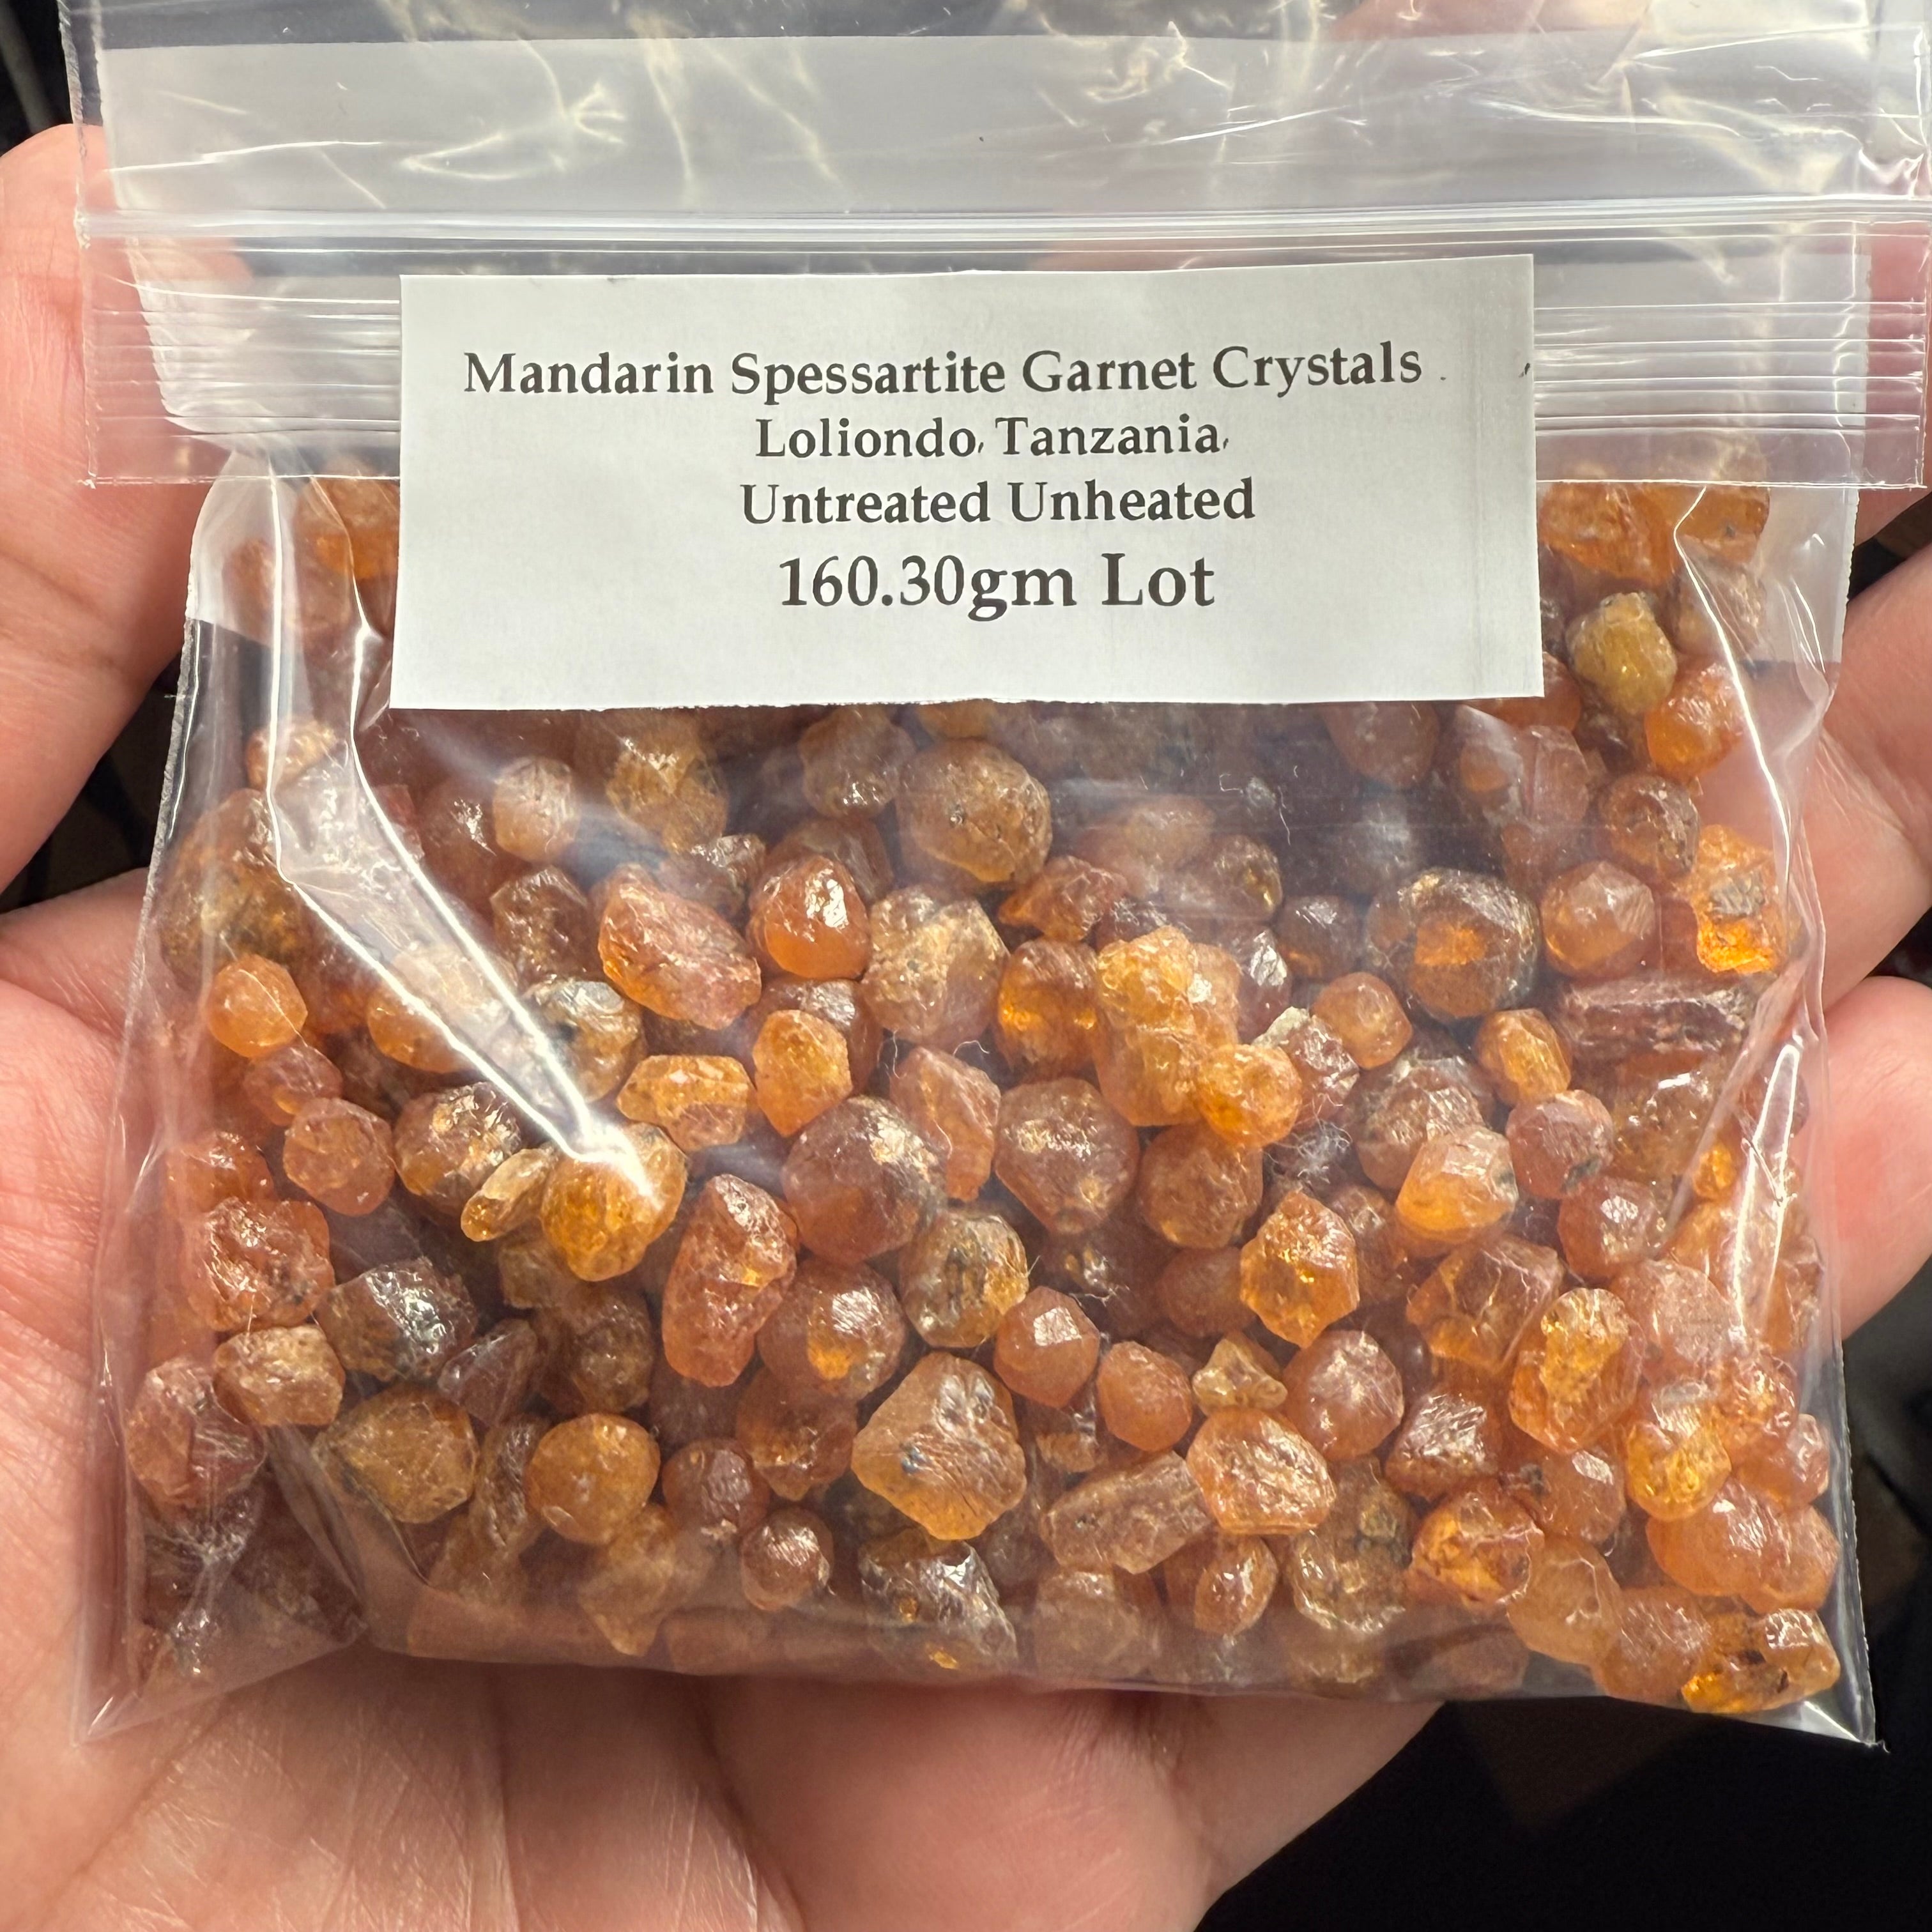 Mandarin Spessartite Garnet Crystals
Loliondo, Tanzania,
Untreated Unheated
160.30gm Lot